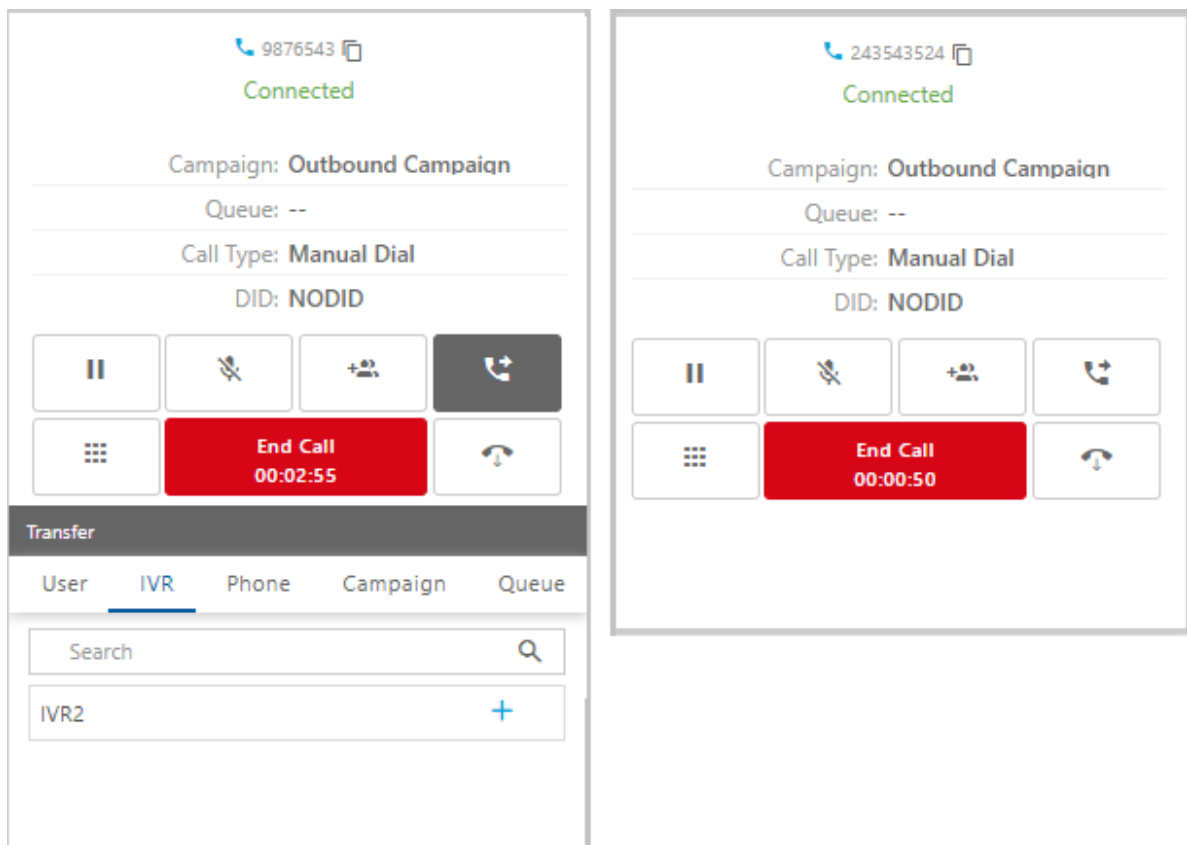 9876543
Connected
Campaign: Outbound Campaign
Queue: --
Call Type: Manual Dial
DID: NODID
End Call
00:02:55
Transfer
User IVR Phone Campaign Queue
Search
IVR2
243543524
Connected
Campaign: Outbound Campaign
Queue: --
Call Type: Manual Dial
DID: NODID
End Call
00:00:50